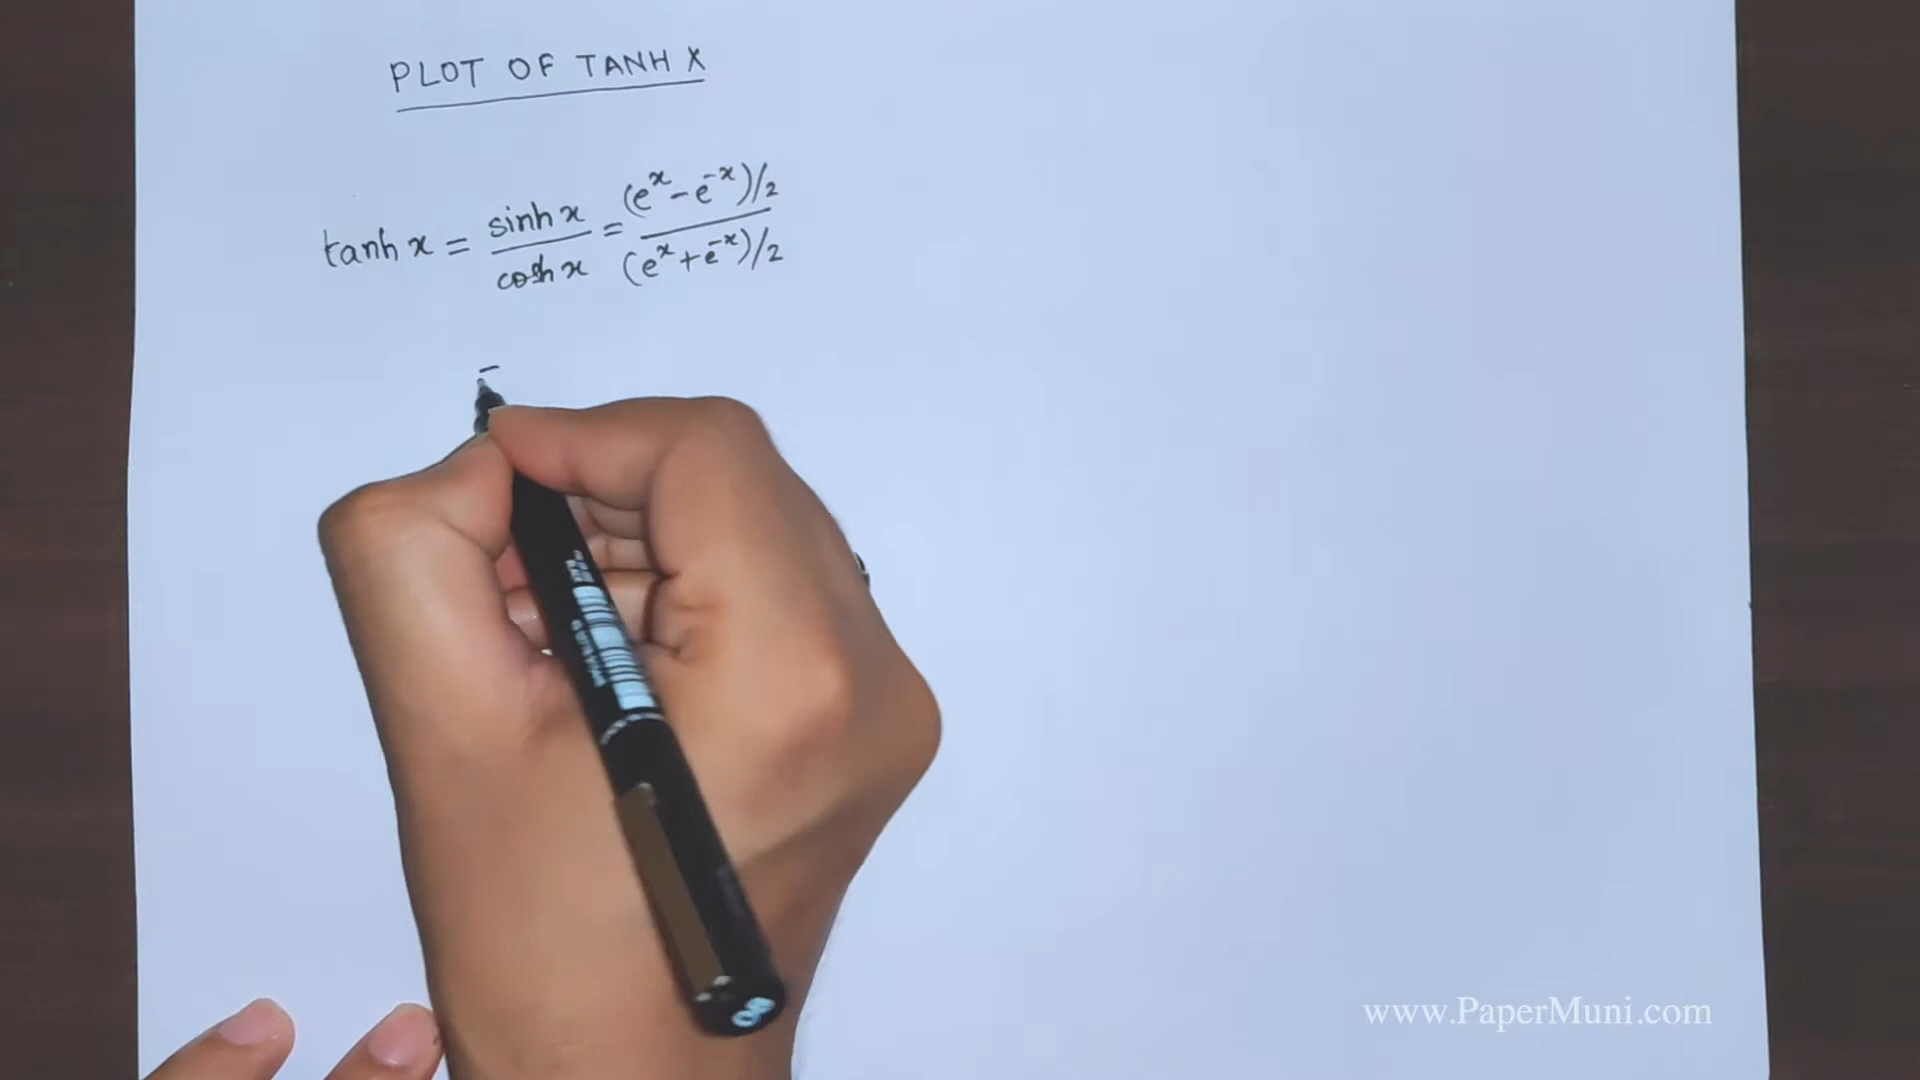 PLOT OF TANH X
tanh x = sinh x / cosh x = (e^x - e^-x)/2 / (e^x + e^-x)/2
www.PaperMuni.com